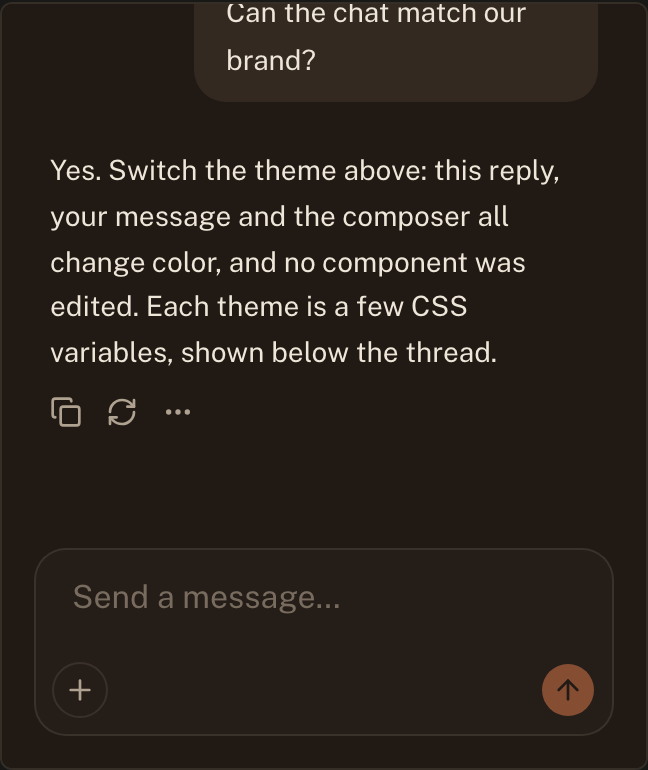 Can the chat match our
brand?
Yes. Switch the theme above: this reply,
your message and the composer all
change color, and no component was
edited. Each theme is a few CSS
variables, shown below the thread.
Send a message...